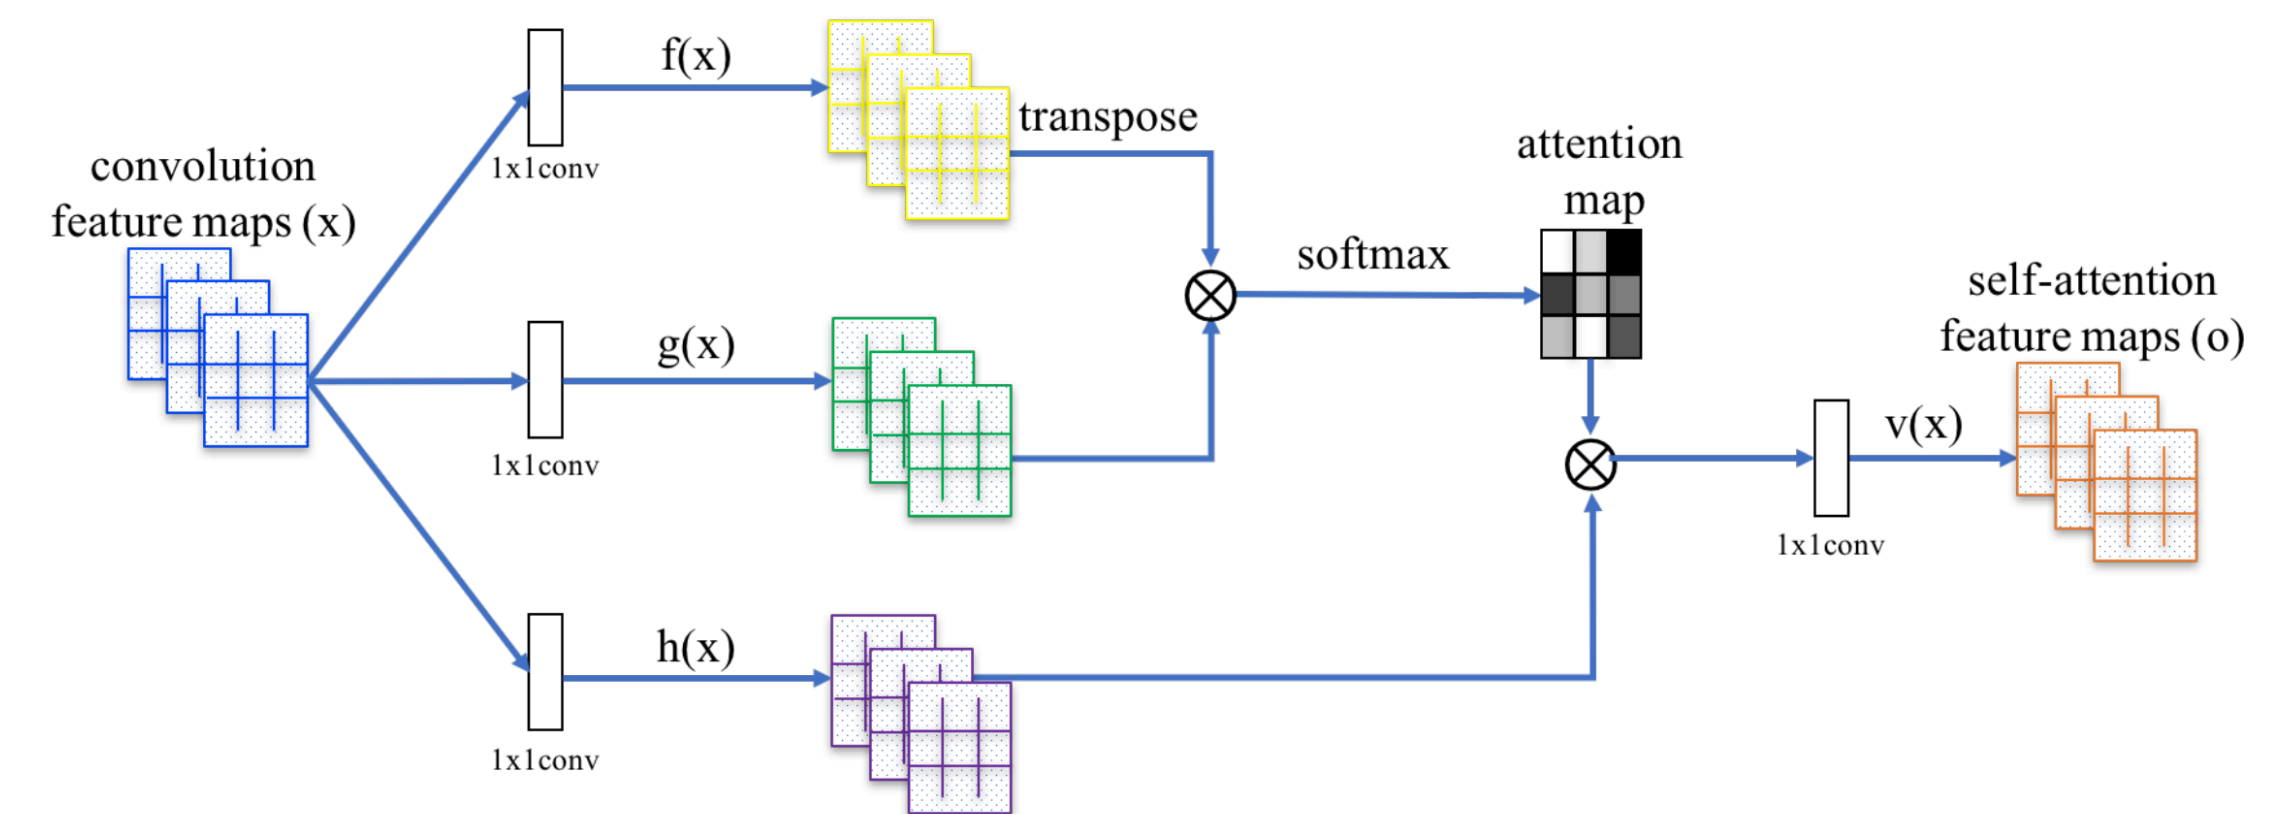 convolution
feature maps (x)
1x1conv
f(x)
transpose
1x1conv
g(x)
1x1conv
h(x)
softmax
attention
map
1x1conv
v(x)
self-attention
feature maps (o)